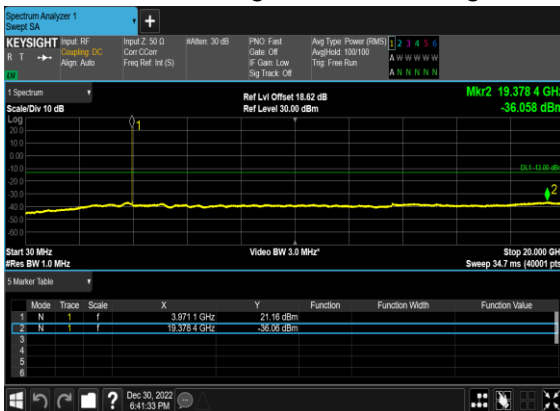 Spectrum Analyzer 1
Swept SA
+
KEYSIGHT Input: RF Input Z: 50 Ω #Atten: 30 dB PNO: Fast Avg Type: Power (RMS) 1 2 3 4 5 6
R T Coupling: DC Corr CCorr Gate: Off Avg|Hold: 100/100 A W W W W W
Align: Auto Freq Ref: Int (S) IF Gain: Low Trig: Free Run
LV Sig Track: Off A N N N N N
1 Spectrum Ref Lvl Offset 18.62 dB Mkr2 19.378 4 GHz
Scale/Div 10 dB Ref Level 30.00 dBm -36.058 dBm
Log
1
20.0
10.0
0.00
-10.0
DL1 -13.00 dBm
-20.0
-30.0
2
-40.0
-50.0
-60.0
Start 30 MHz Video BW 3.0 MHz* Stop 20.000 GH
#Res BW 1.0 MHz Sweep 34.7 ms (40001 pts
5 Marker Table
Mode Trace Scale X Y Function Function Width Function Value
1 N 1 f 3.971 1 GHz 21.16 dBm
2 N 1 f 19.378 4 GHz -36.06 dBm
3
4
5
6
? Dec 30, 2022
6:41:33 PM